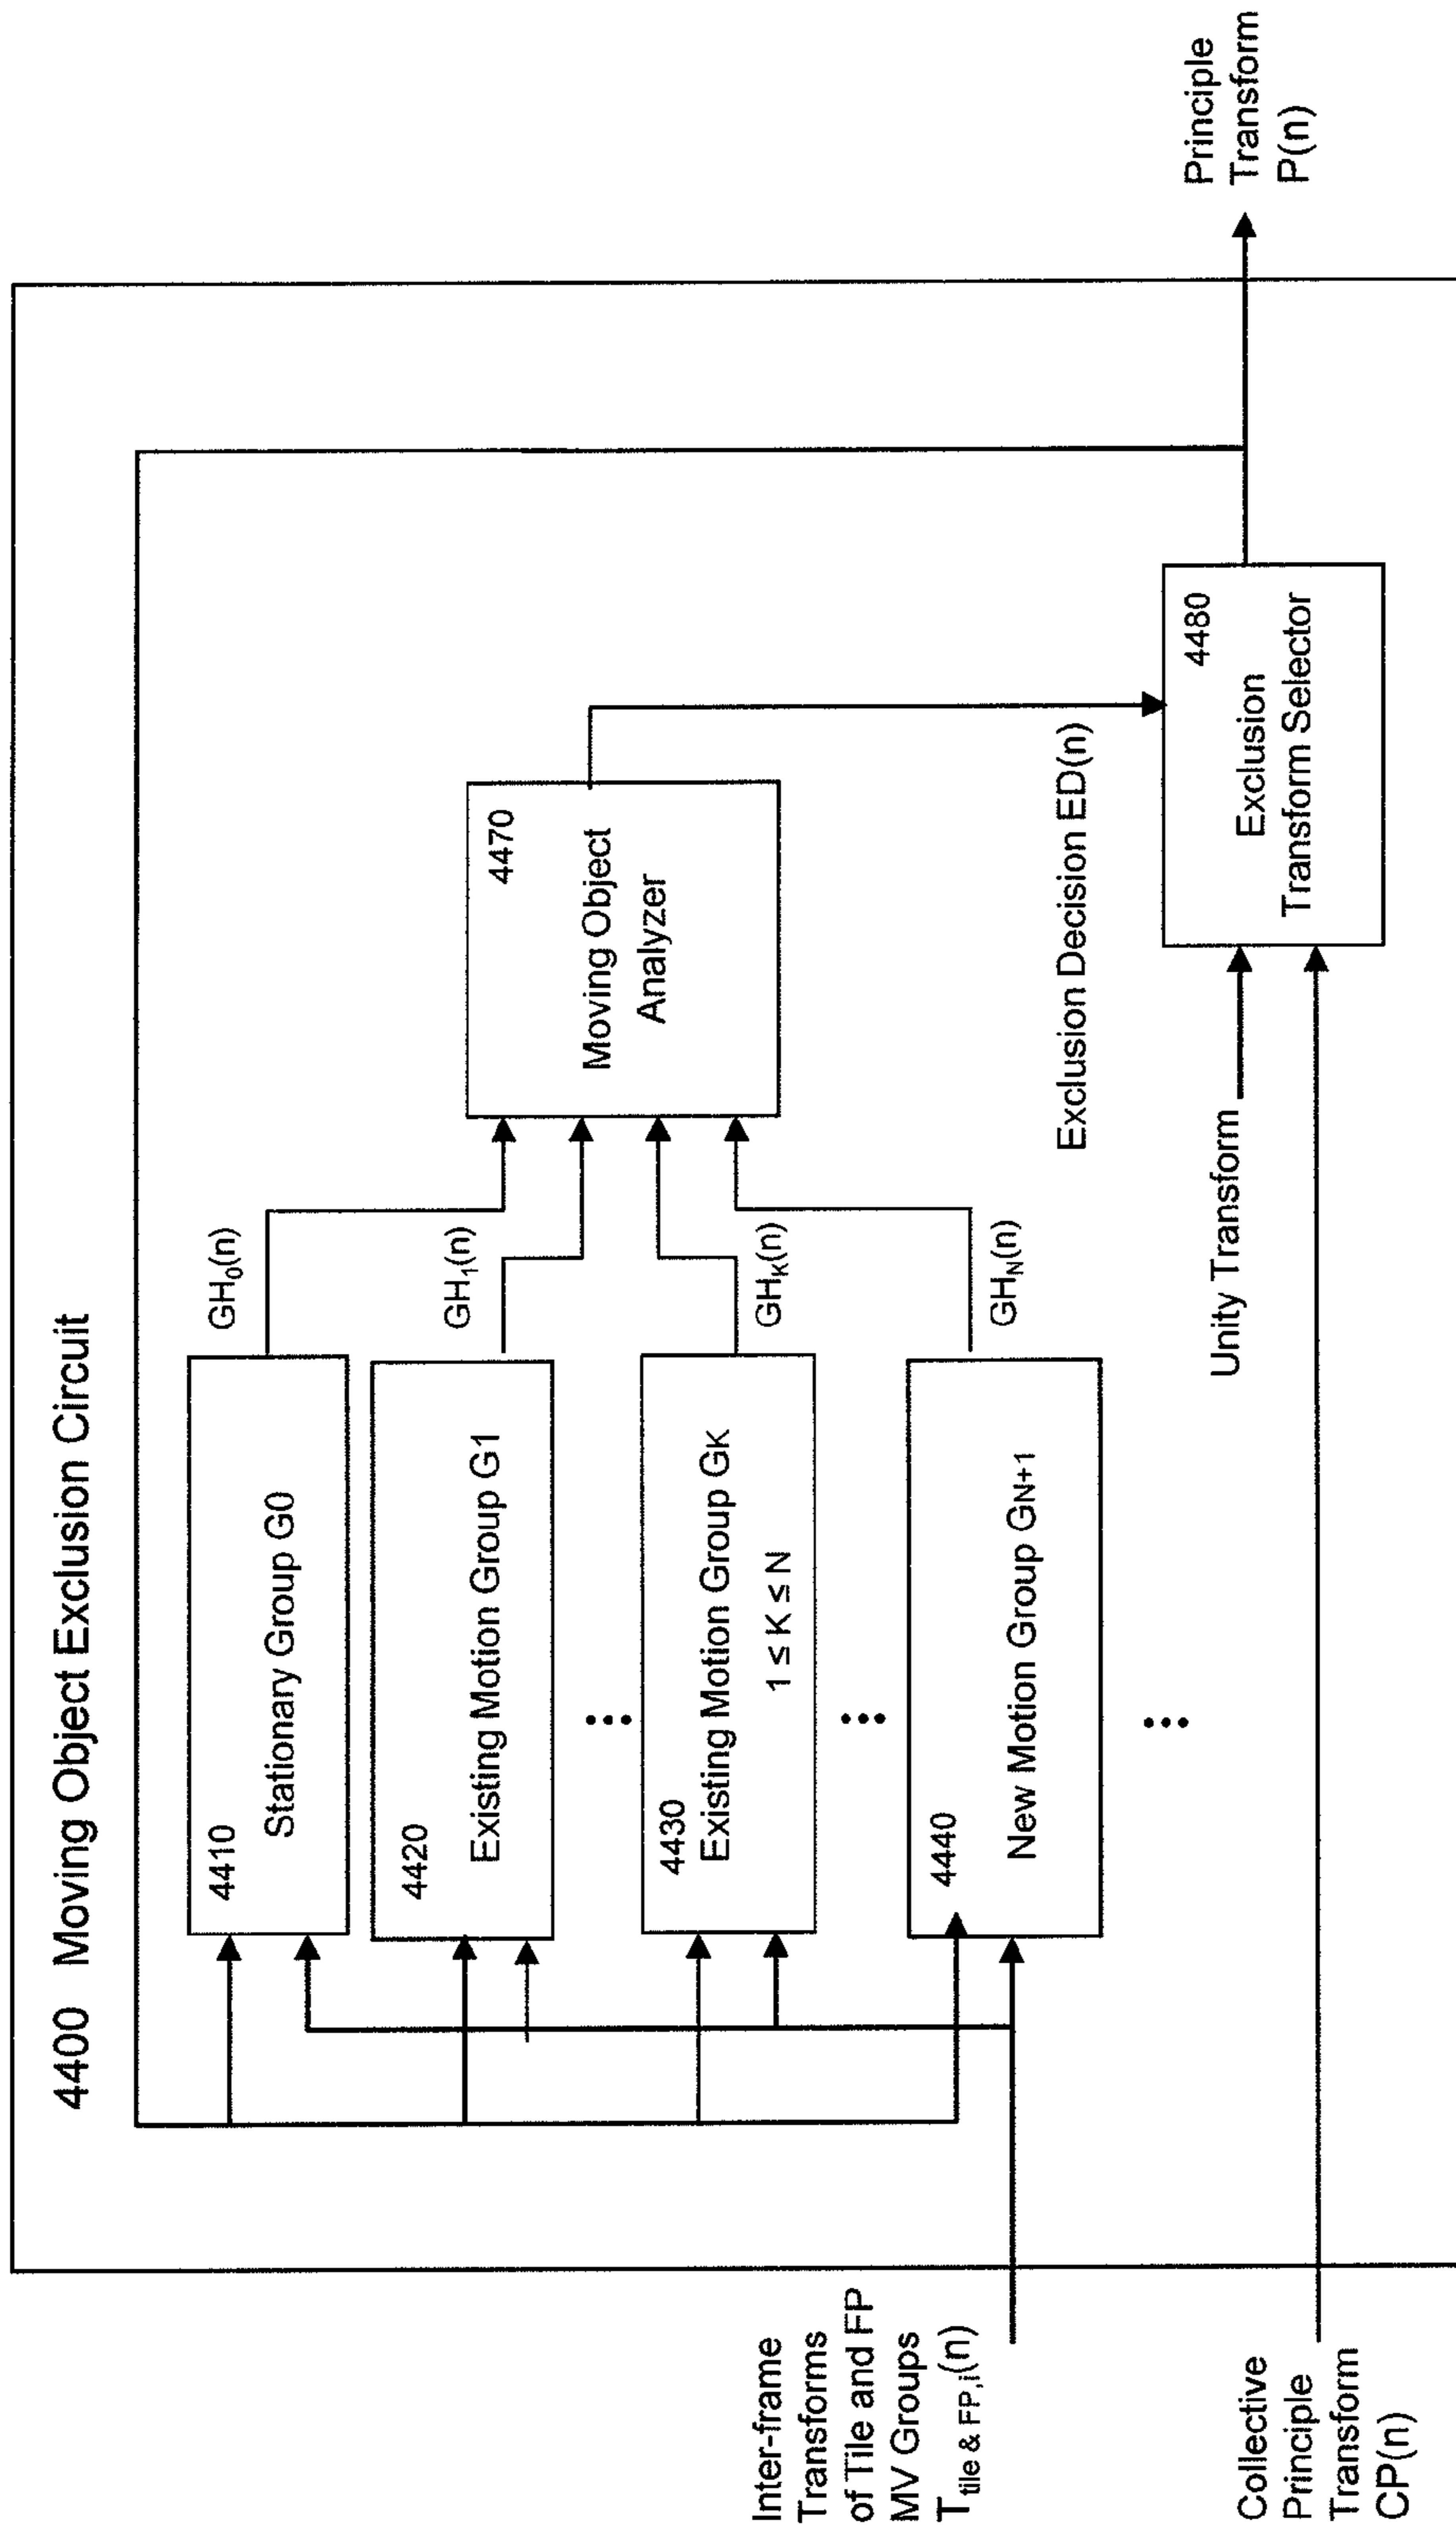 4400 Moving Object Exclusion Circuit
4410
Stationary Group G0
GH0(n)
4420
Existing Motion Group G1
GH1(n)
4430
Existing Motion Group GK
1 ≤ K ≤ N
GHK(n)
4440
New Motion Group GN+1
GHN(n)
4470
Moving Object
Analyzer
Exclusion Decision ED(n)
4480
Exclusion
Transform Selector
Unity Transform
Inter-frame
Transforms
of Tile and FP
MV Groups
Ttile & FP,i(n)
Collective
Principle
Transform
CP(n)
Principle
Transform
P(n)